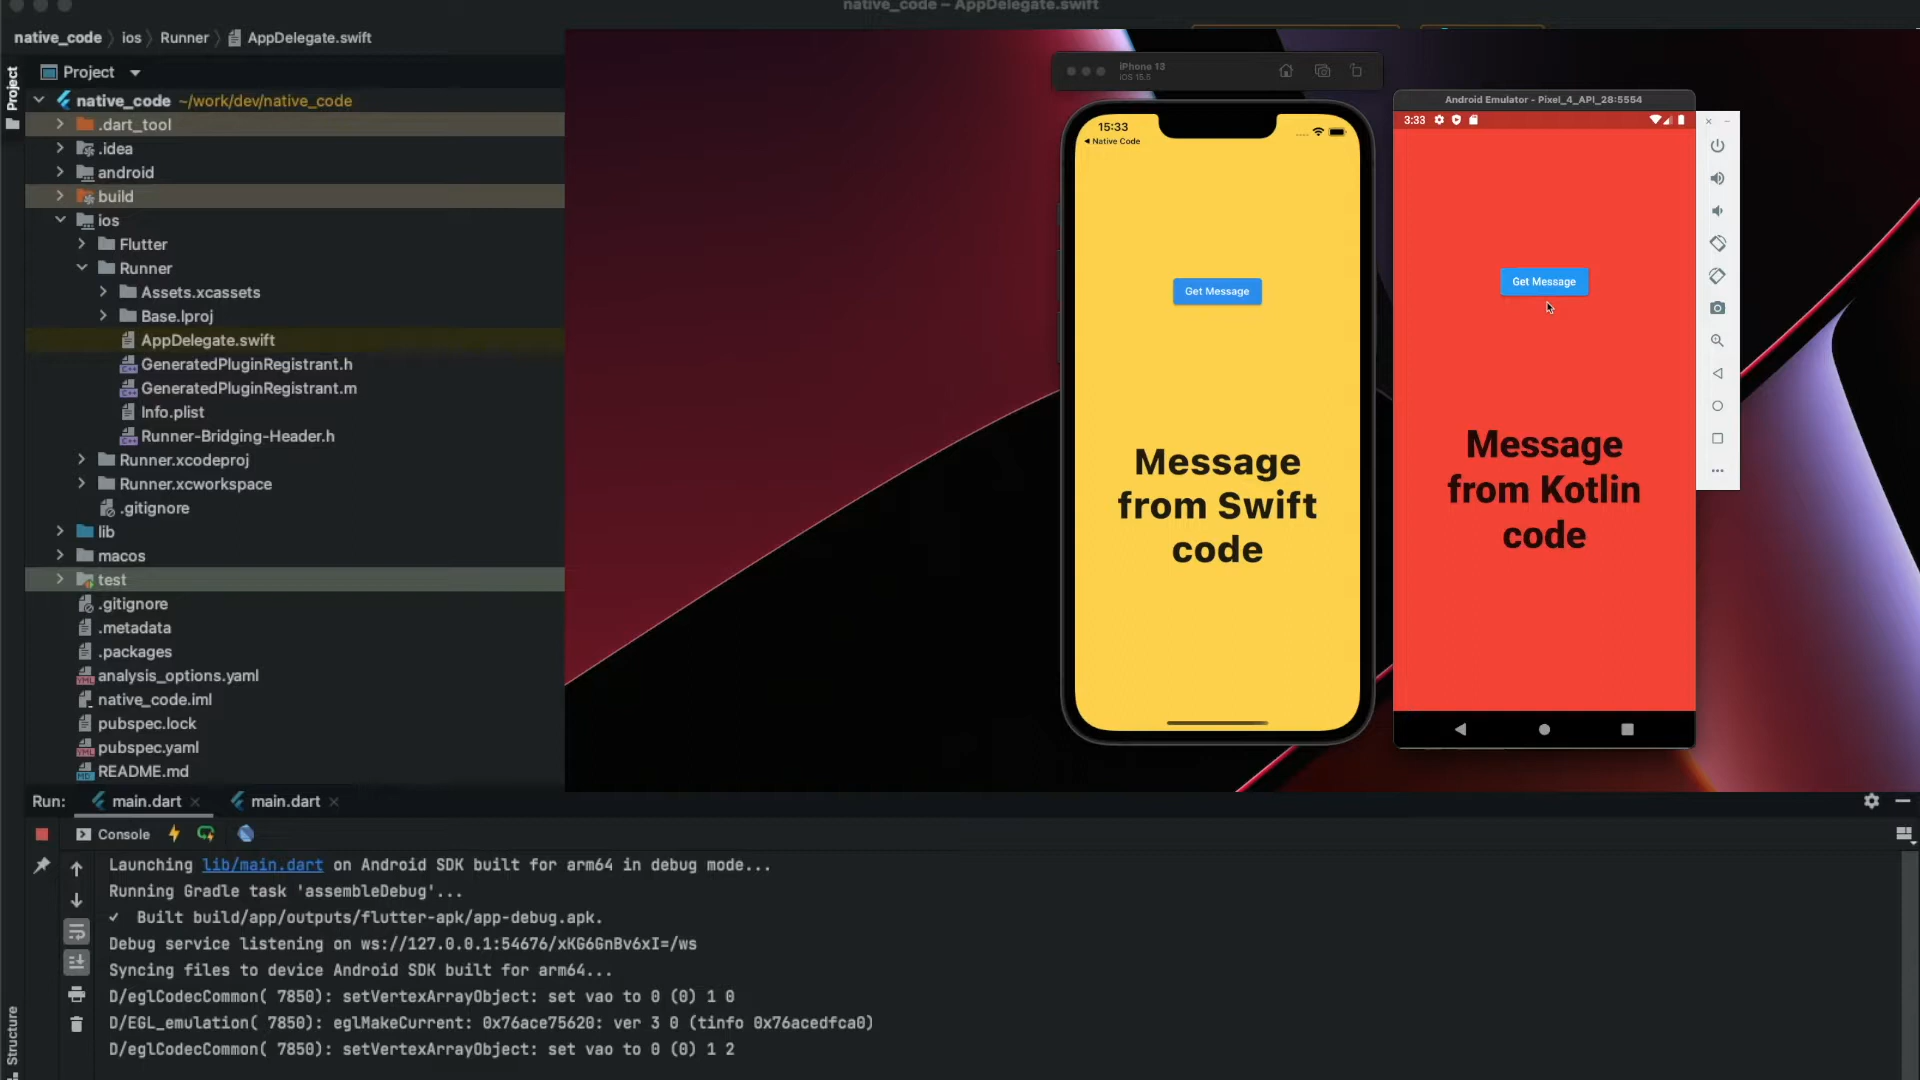 native_code – AppDelegate.swift
native_code
ios
Runner
AppDelegate.swift
Project
Project
native_code ~/work/dev/native_code
.dart_tool
.idea
android
build
ios
Flutter
Runner
Assets.xcassets
Base.lproj
AppDelegate.swift
GeneratedPluginRegistrant.h
GeneratedPluginRegistrant.m
Info.plist
Runner-Bridging-Header.h
Runner.xcodeproj
Runner.xcworkspace
.gitignore
lib
macos
test
.gitignore
.metadata
.packages
analysis_options.yaml
native_code.iml
pubspec.lock
pubspec.yaml
README.md
iPhone 13
iOS 15.5
15:33
Native Code
Get Message
Message
from Swift
code
Android Emulator - Pixel_4_API_28:5554
3:33
Get Message
Message
from Kotlin
code
Run:
main.dart
main.dart
Console
Launching lib/main.dart on Android SDK built for arm64 in debug mode...
Running Gradle task 'assembleDebug'...
✓ Built build/app/outputs/flutter-apk/app-debug.apk.
Debug service listening on ws://127.0.0.1:54676/xKG6GnBv6xI=/ws
Syncing files to device Android SDK built for arm64...
D/eglCodecCommon( 7850): setVertexArrayObject: set vao to 0 (0) 1 0
D/EGL_emulation( 7850): eglMakeCurrent: 0x76ace75620: ver 3 0 (tinfo 0x76acedfca0)
D/eglCodecCommon( 7850): setVertexArrayObject: set vao to 0 (0) 1 2
Structure